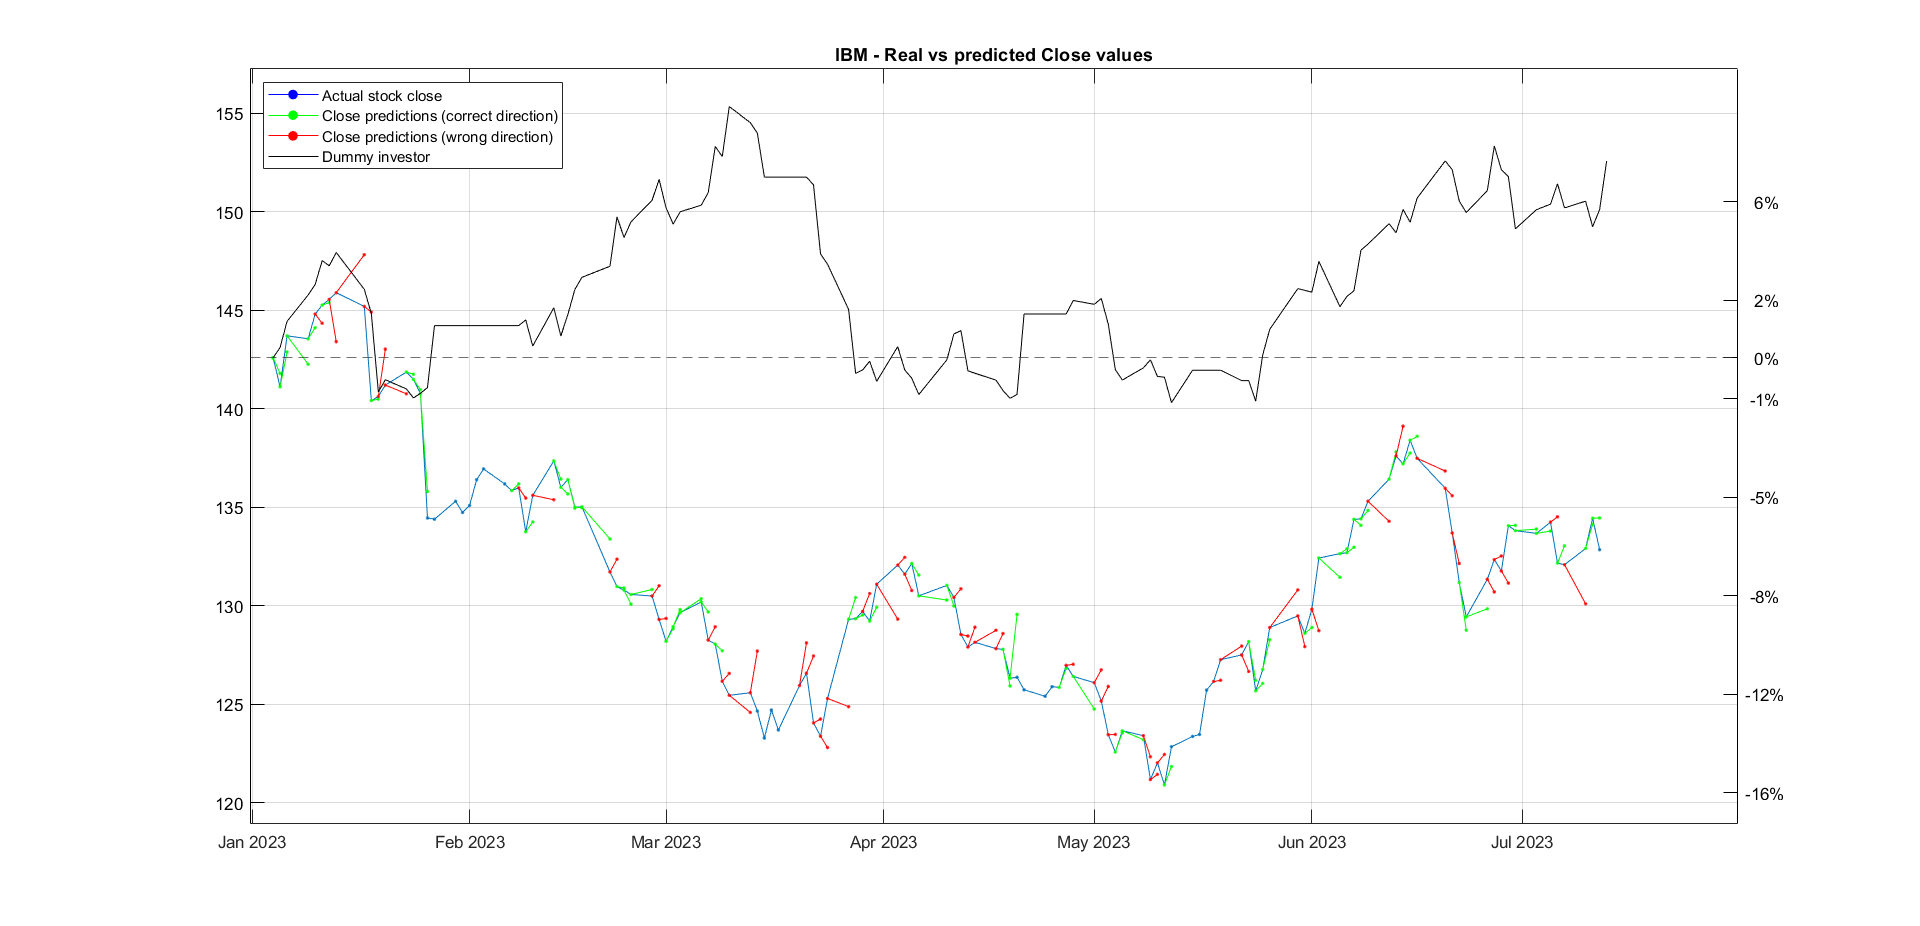 IBM - Real vs predicted Close values
Actual stock close
Close predictions (correct direction)
Close predictions (wrong direction)
Dummy investor
155
150
145
140
135
130
125
120
6%
2%
0%
-1%
-5%
-8%
-12%
-16%
Jan 2023 Feb 2023 Mar 2023 Apr 2023 May 2023 Jun 2023 Jul 2023